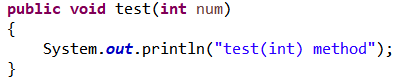 public void test(int num)
{
    System.out.println("test(int) method");
}